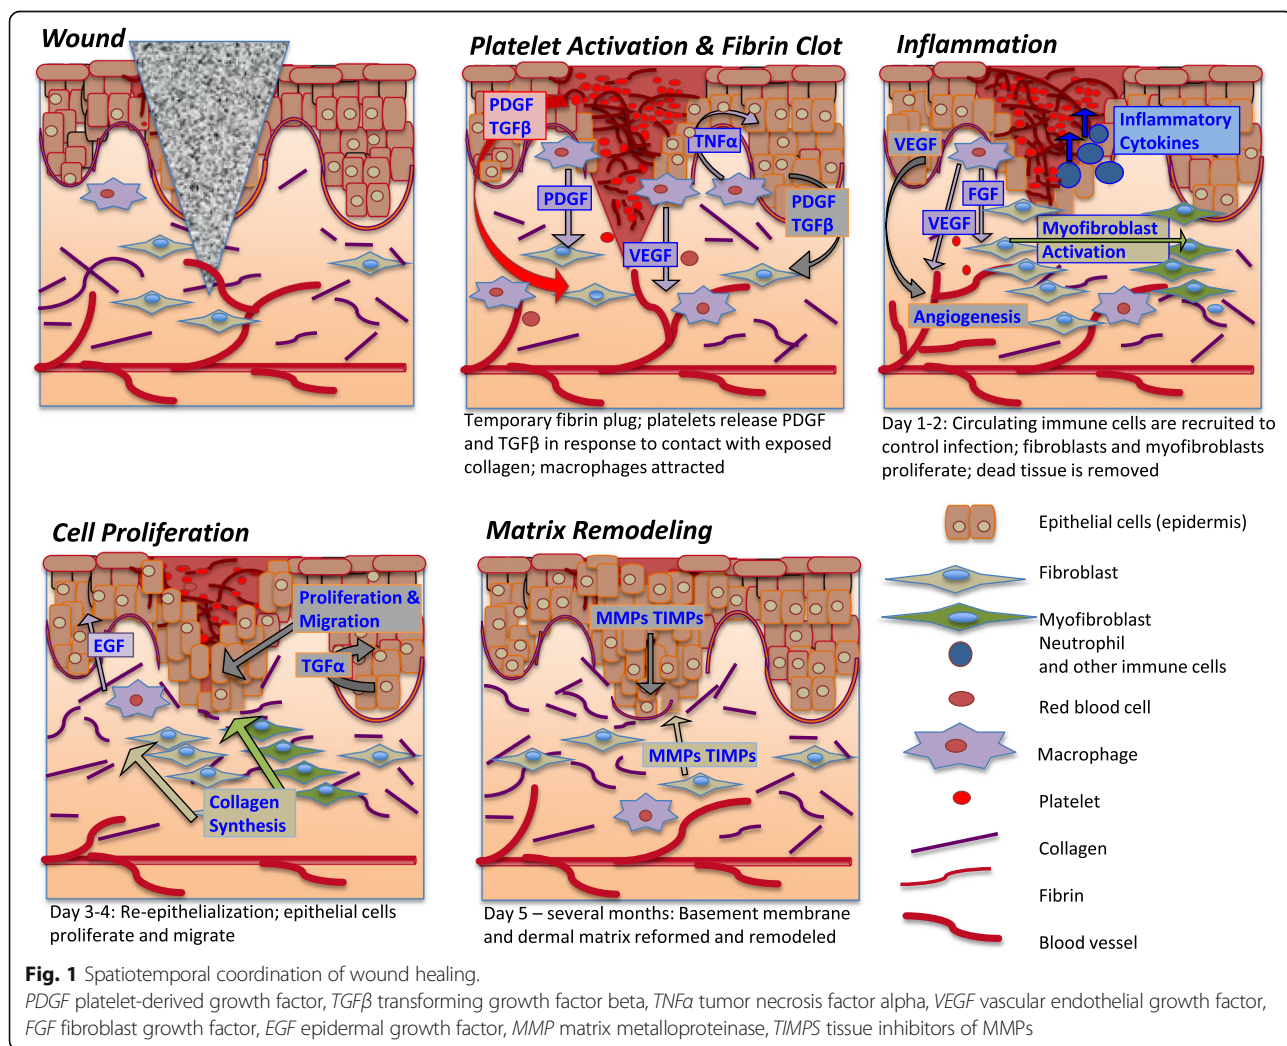 Wound
Platelet Activation & Fibrin Clot
PDGF
TGFβ
TNFα
PDGF
PDGF
TGFβ
VEGF
Temporary fibrin plug; platelets release PDGF
and TGFβ in response to contact with exposed
collagen; macrophages attracted
Inflammation
Inflammatory
Cytokines
VEGF
FGF
VEGF
Myofibroblast
Activation
Angiogenesis
Day 1-2: Circulating immune cells are recruited to
control infection; fibroblasts and myofibroblasts
proliferate; dead tissue is removed
Cell Proliferation
Proliferation &
Migration
EGF
TGFα
Collagen
Synthesis
Day 3-4: Re-epithelialization; epithelial cells
proliferate and migrate
Matrix Remodeling
MMPs TIMPs
MMPs TIMPs
Day 5 – several months: Basement membrane
and dermal matrix reformed and remodeled
Epithelial cells (epidermis)
Fibroblast
Myofibroblast
Neutrophil
and other immune cells
Red blood cell
Macrophage
Platelet
Collagen
Fibrin
Blood vessel
Fig. 1 Spatiotemporal coordination of wound healing.
PDGF platelet-derived growth factor, TGFβ transforming growth factor beta, TNFα tumor necrosis factor alpha, VEGF vascular endothelial growth factor,
FGF fibroblast growth factor, EGF epidermal growth factor, MMP matrix metalloproteinase, TIMPS tissue inhibitors of MMPs